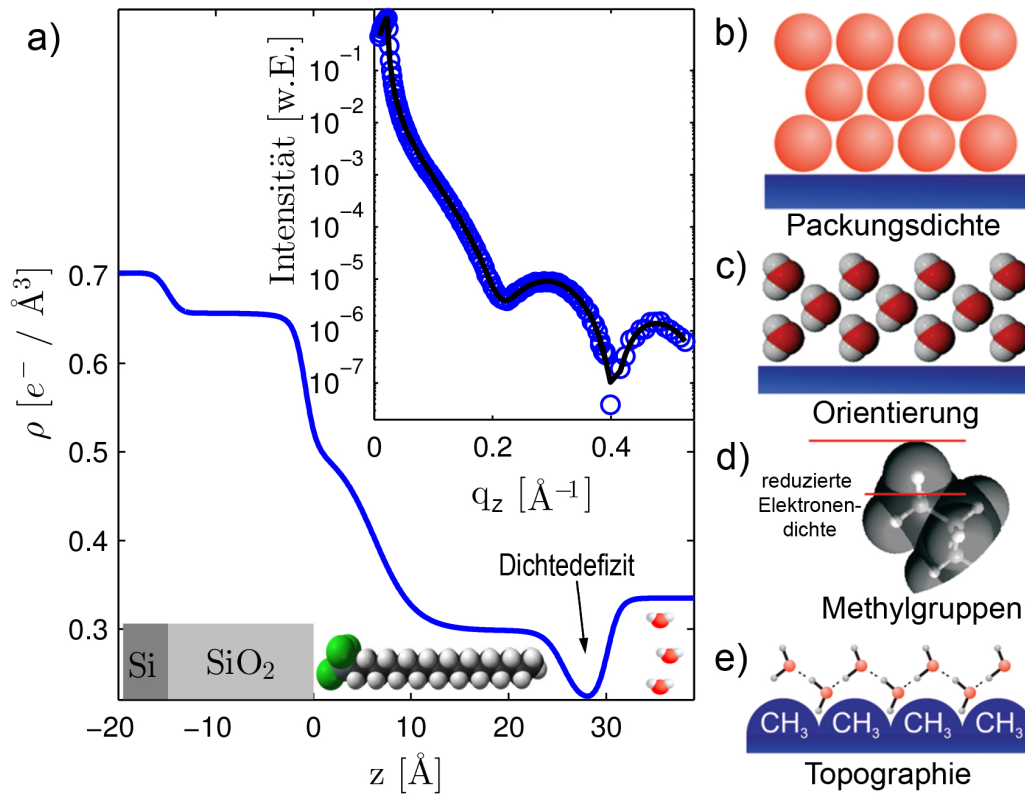 a)
Intensität [w.E.]
10⁻¹
10⁻²
10⁻³
10⁻⁴
10⁻⁵
10⁻⁶
10⁻⁷
0
0.2
0.4
q_z [Å⁻¹]
ρ [e⁻ / Å³]
0.7
0.6
0.5
0.4
0.3
Dichtedefizit
Si
SiO₂
−20
−10
0
10
20
30
z [Å]
b)
Packungsdichte
c)
Orientierung
d)
reduzierte
Elektronen-
dichte
Methylgruppen
e)
CH₃ CH₃ CH₃ CH₃
Topographie